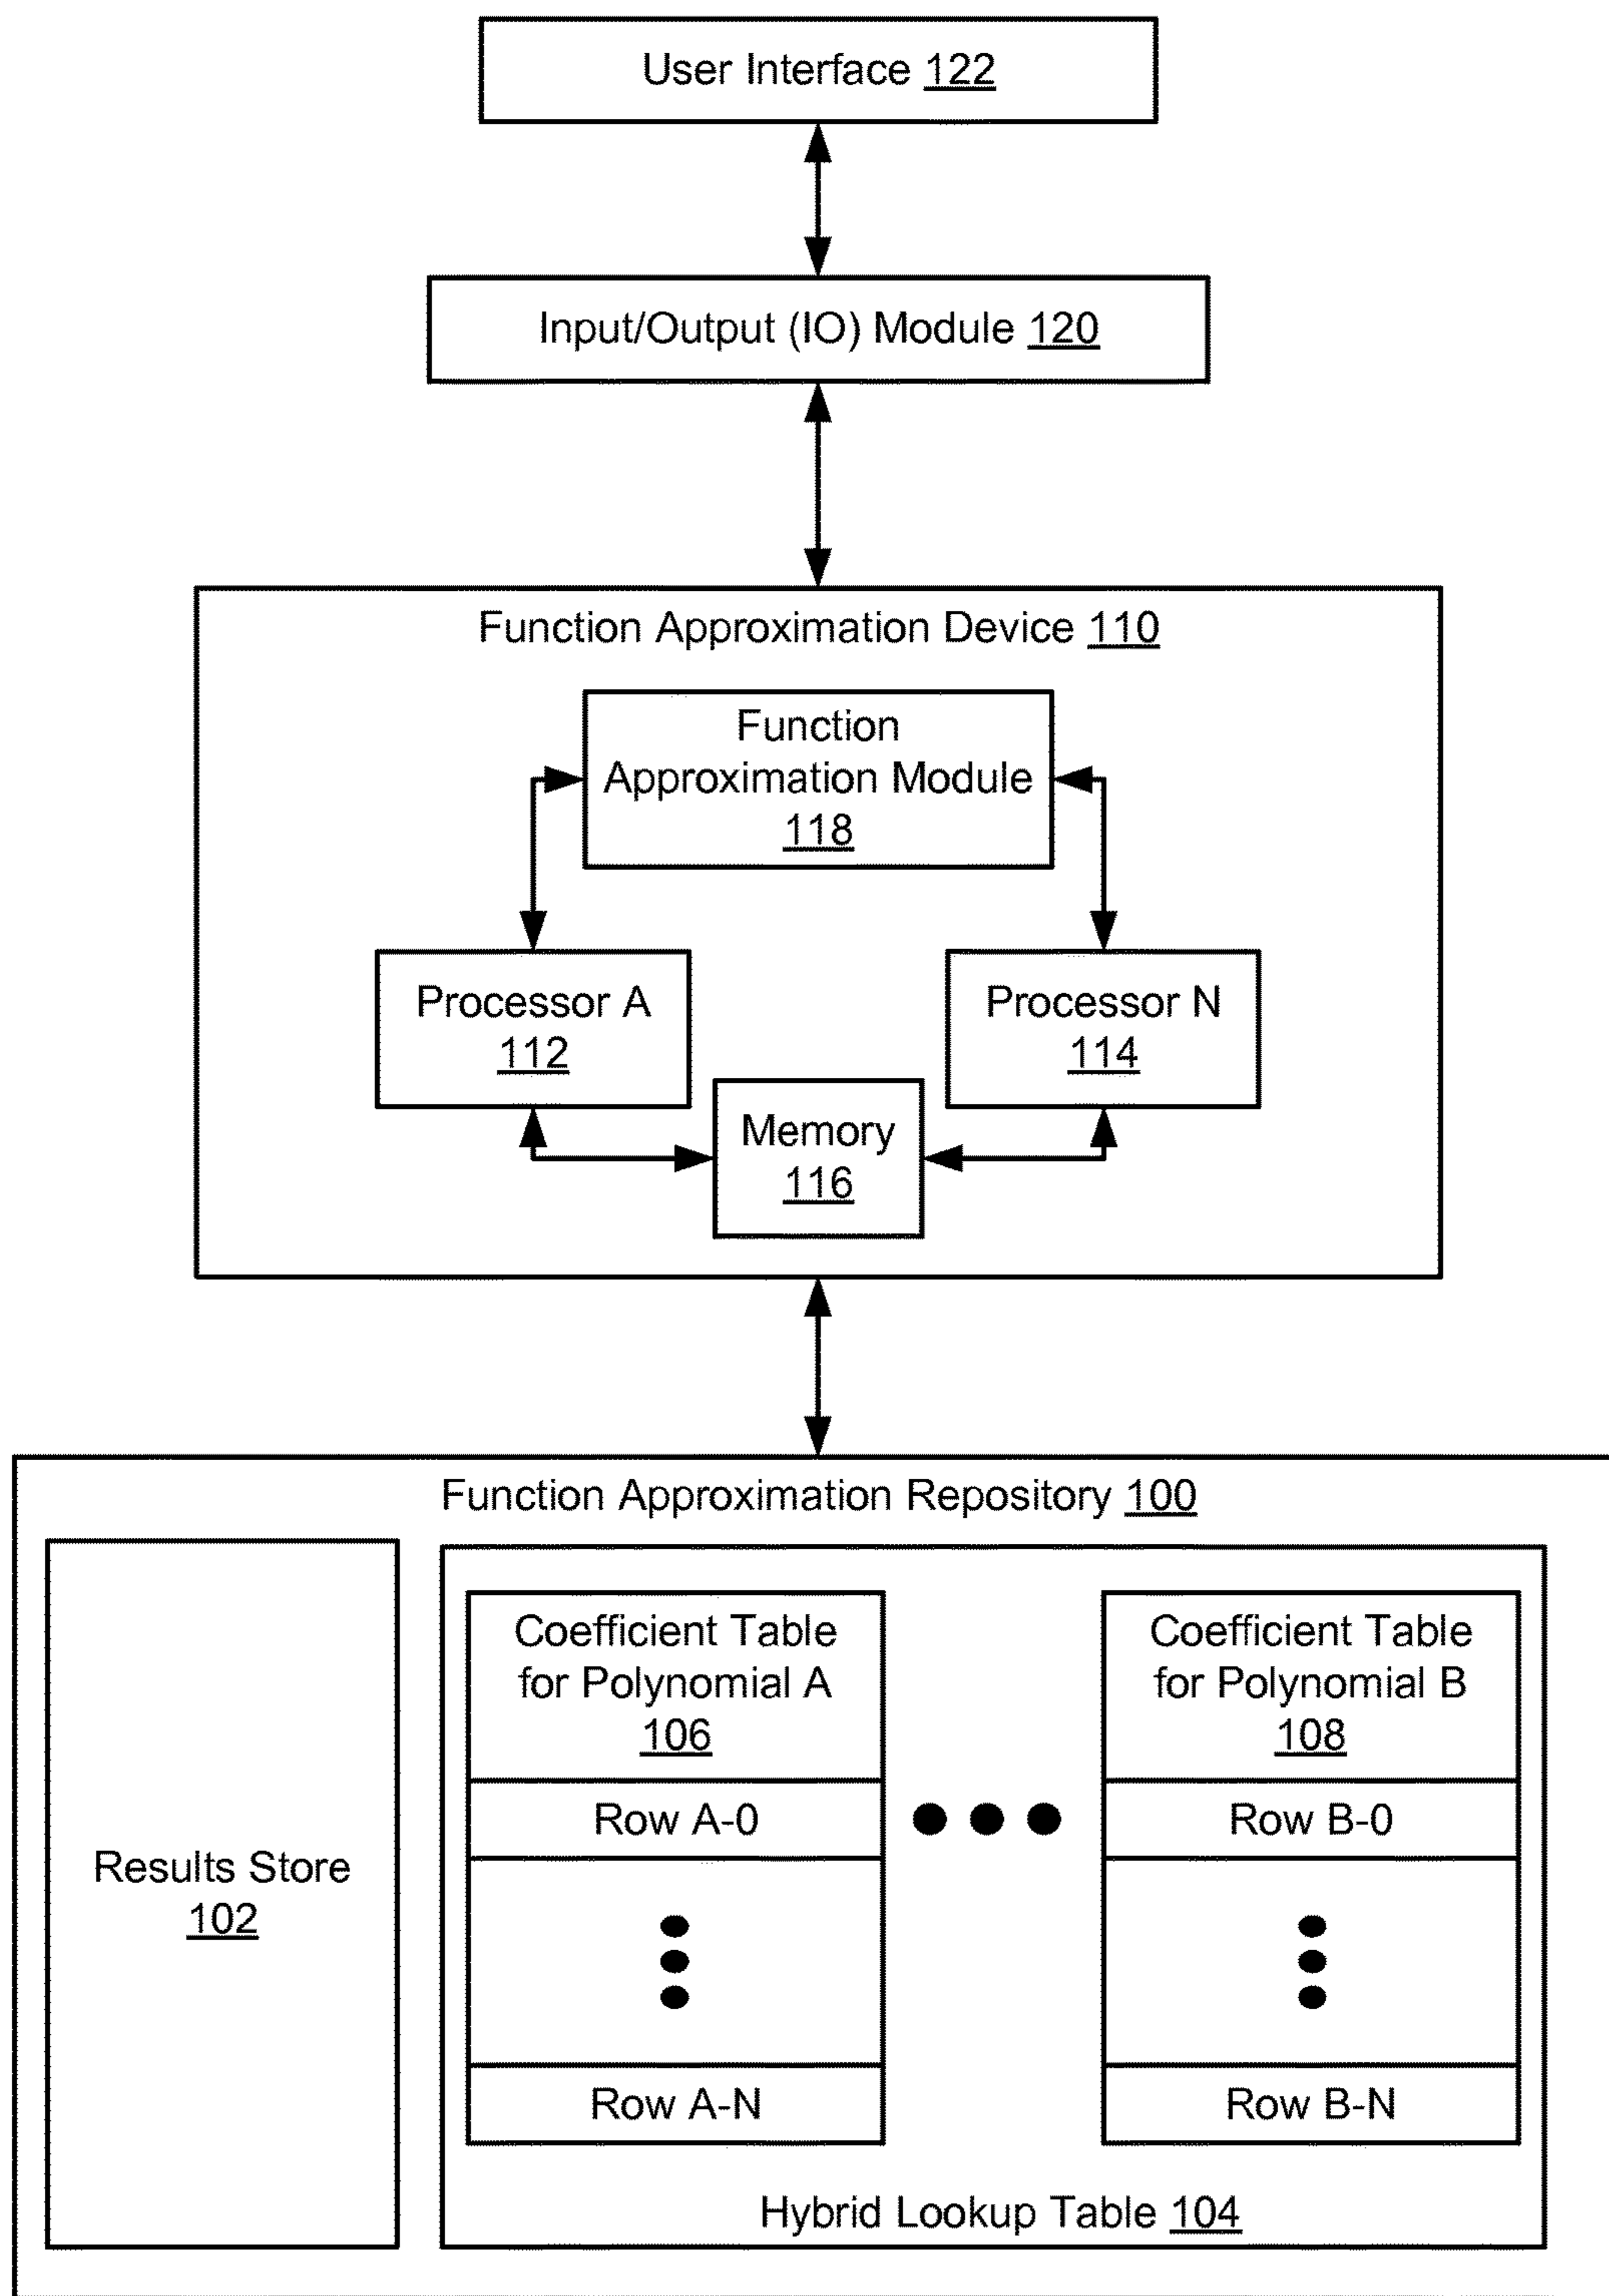 User Interface 122
Input/Output (IO) Module 120
Function Approximation Device 110
Function
Approximation Module
118
Processor A
112
Processor N
114
Memory
116
Function Approximation Repository 100
Results Store
102
Coefficient Table
for Polynomial A
106
Row A-0
Row A-N
Coefficient Table
for Polynomial B
108
Row B-0
Row B-N
Hybrid Lookup Table 104